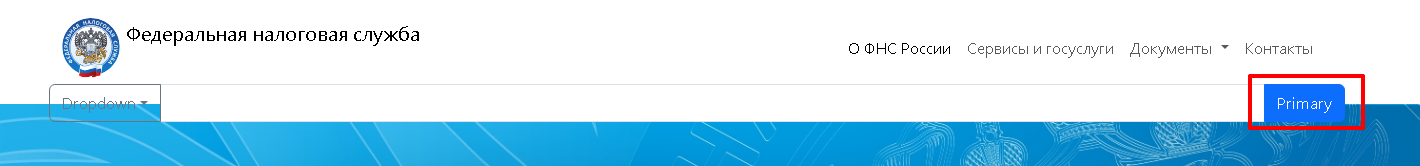 Федеральная налоговая служба
О ФНС России Сервисы и госуслуги Документы Контакты
Dropdown Primary